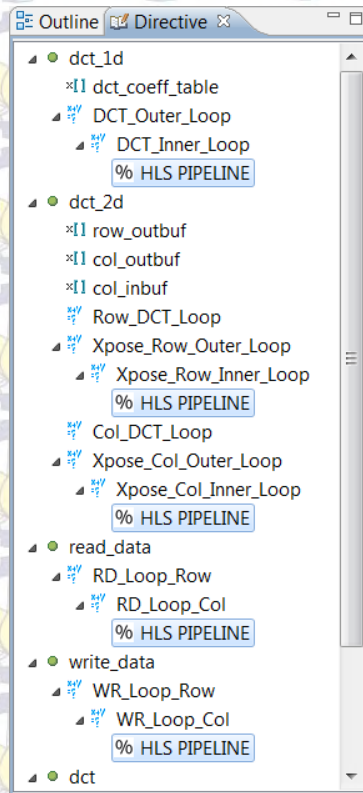 Outline Directive
dct_1d
×[] dct_coeff_table
DCT_Outer_Loop
DCT_Inner_Loop
% HLS PIPELINE
dct_2d
×[] row_outbuf
×[] col_outbuf
×[] col_inbuf
Row_DCT_Loop
Xpose_Row_Outer_Loop
Xpose_Row_Inner_Loop
% HLS PIPELINE
Col_DCT_Loop
Xpose_Col_Outer_Loop
Xpose_Col_Inner_Loop
% HLS PIPELINE
read_data
RD_Loop_Row
RD_Loop_Col
% HLS PIPELINE
write_data
WR_Loop_Row
WR_Loop_Col
% HLS PIPELINE
dct